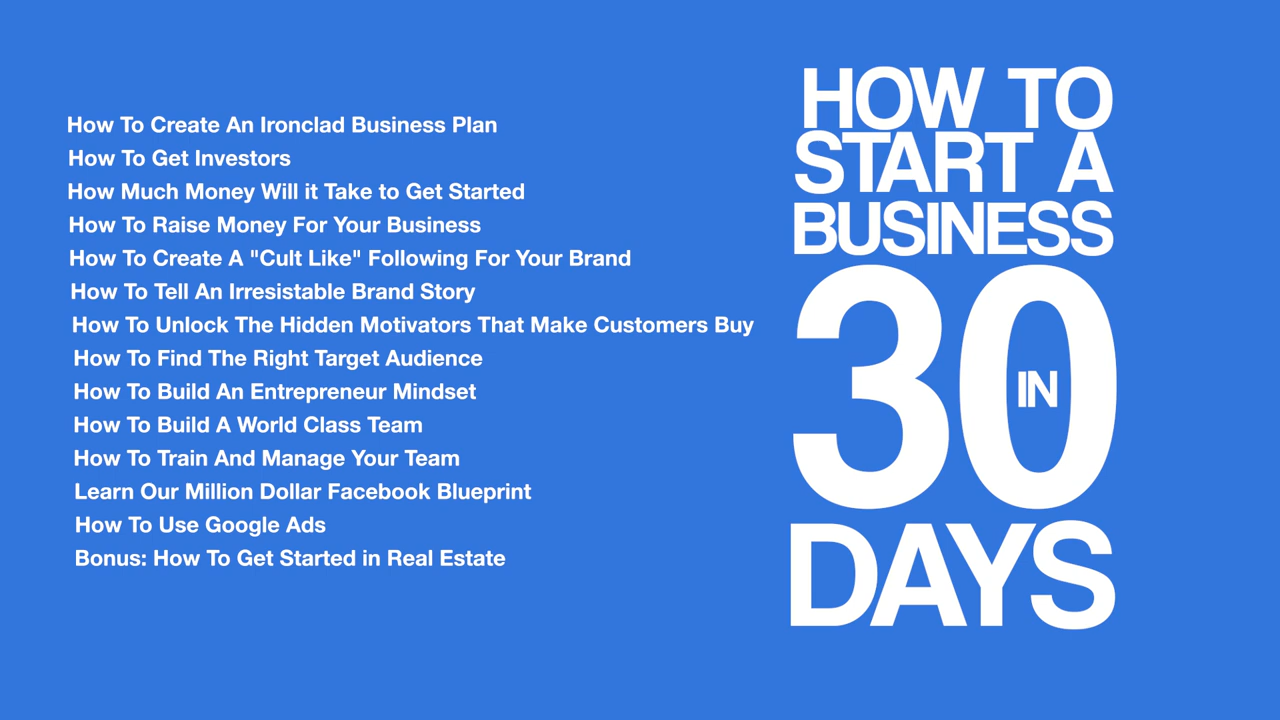 How To Create An Ironclad Business Plan
How To Get Investors
How Much Money Will it Take to Get Started
How To Raise Money For Your Business
How To Create A "Cult Like" Following For Your Brand
How To Tell An Irresistable Brand Story
How To Unlock The Hidden Motivators That Make Customers Buy
How To Find The Right Target Audience
How To Build An Entrepreneur Mindset
How To Build A World Class Team
How To Train And Manage Your Team
Learn Our Million Dollar Facebook Blueprint
How To Use Google Ads
Bonus: How To Get Started in Real Estate
HOW TO
START A
BUSINESS
30
IN
DAYS